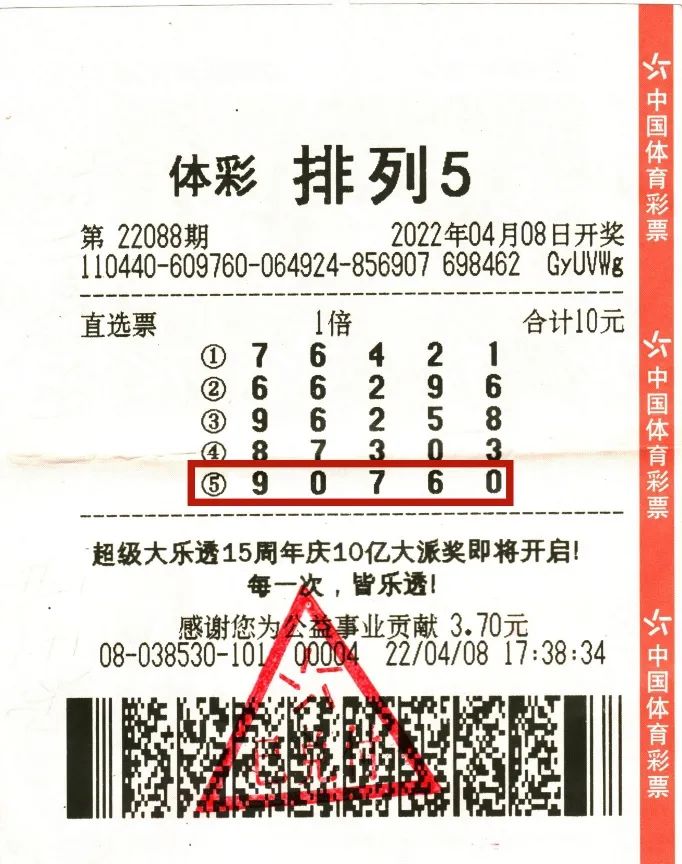 体彩 排列5
第 22088期 2022年04月08日开奖
110440-609760-064924-856907 698462 GyUVWg
直选票 1倍 合计10元
① 7 6 4 2 1
② 6 6 2 9 6
③ 9 6 2 5 8
④ 8 7 3 0 3
⑤ 9 0 7 6 0
超级大乐透15周年庆10亿大派奖即将开启!
每一次，皆乐透!
感谢您为公益事业贡献 3.70元
08-038530-101 00004 22/04/08 17:38:34
已兑付
中国体育彩票
中国体育彩票
中国体育彩票